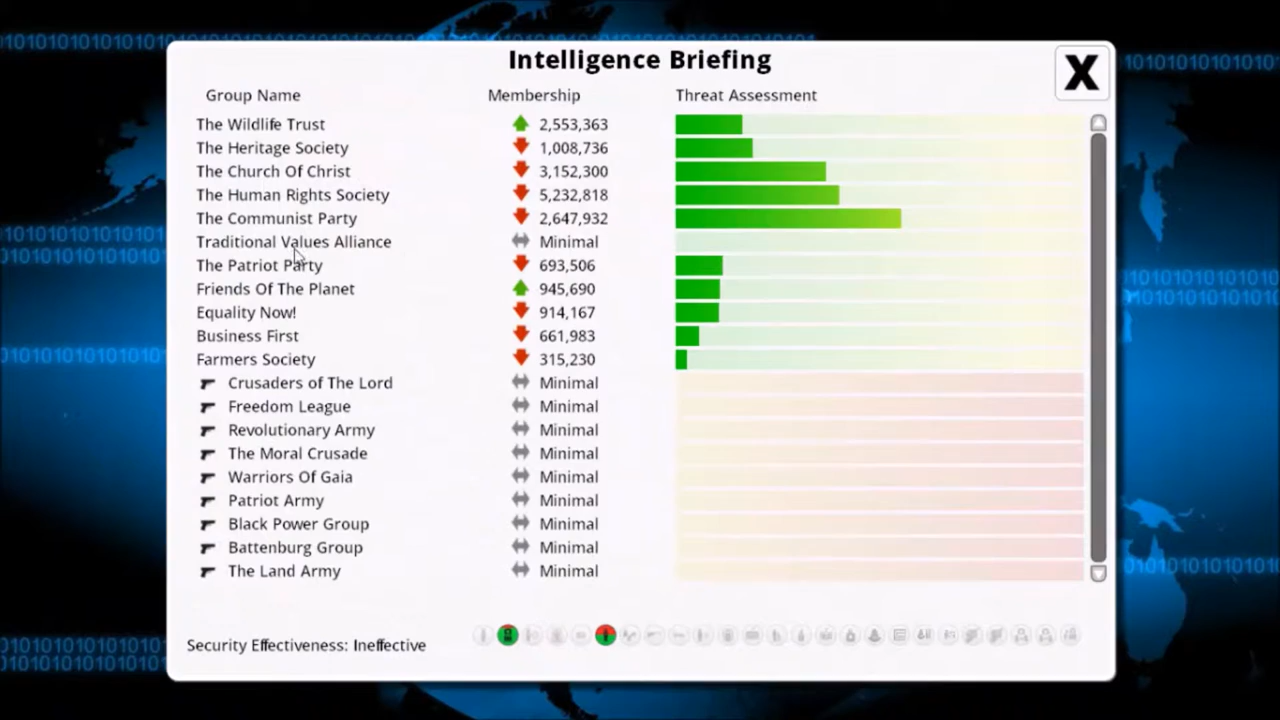 Intelligence Briefing
X
Group Name Membership Threat Assessment
The Wildlife Trust 2,553,363
The Heritage Society 1,008,736
The Church Of Christ 3,152,300
The Human Rights Society 5,232,818
The Communist Party 2,647,932
Traditional Values Alliance Minimal
The Patriot Party 693,506
Friends Of The Planet 945,690
Equality Now! 914,167
Business First 661,983
Farmers Society 315,230
Crusaders of The Lord Minimal
Freedom League Minimal
Revolutionary Army Minimal
The Moral Crusade Minimal
Warriors Of Gaia Minimal
Patriot Army Minimal
Black Power Group Minimal
Battenburg Group Minimal
The Land Army Minimal
Security Effectiveness: Ineffective